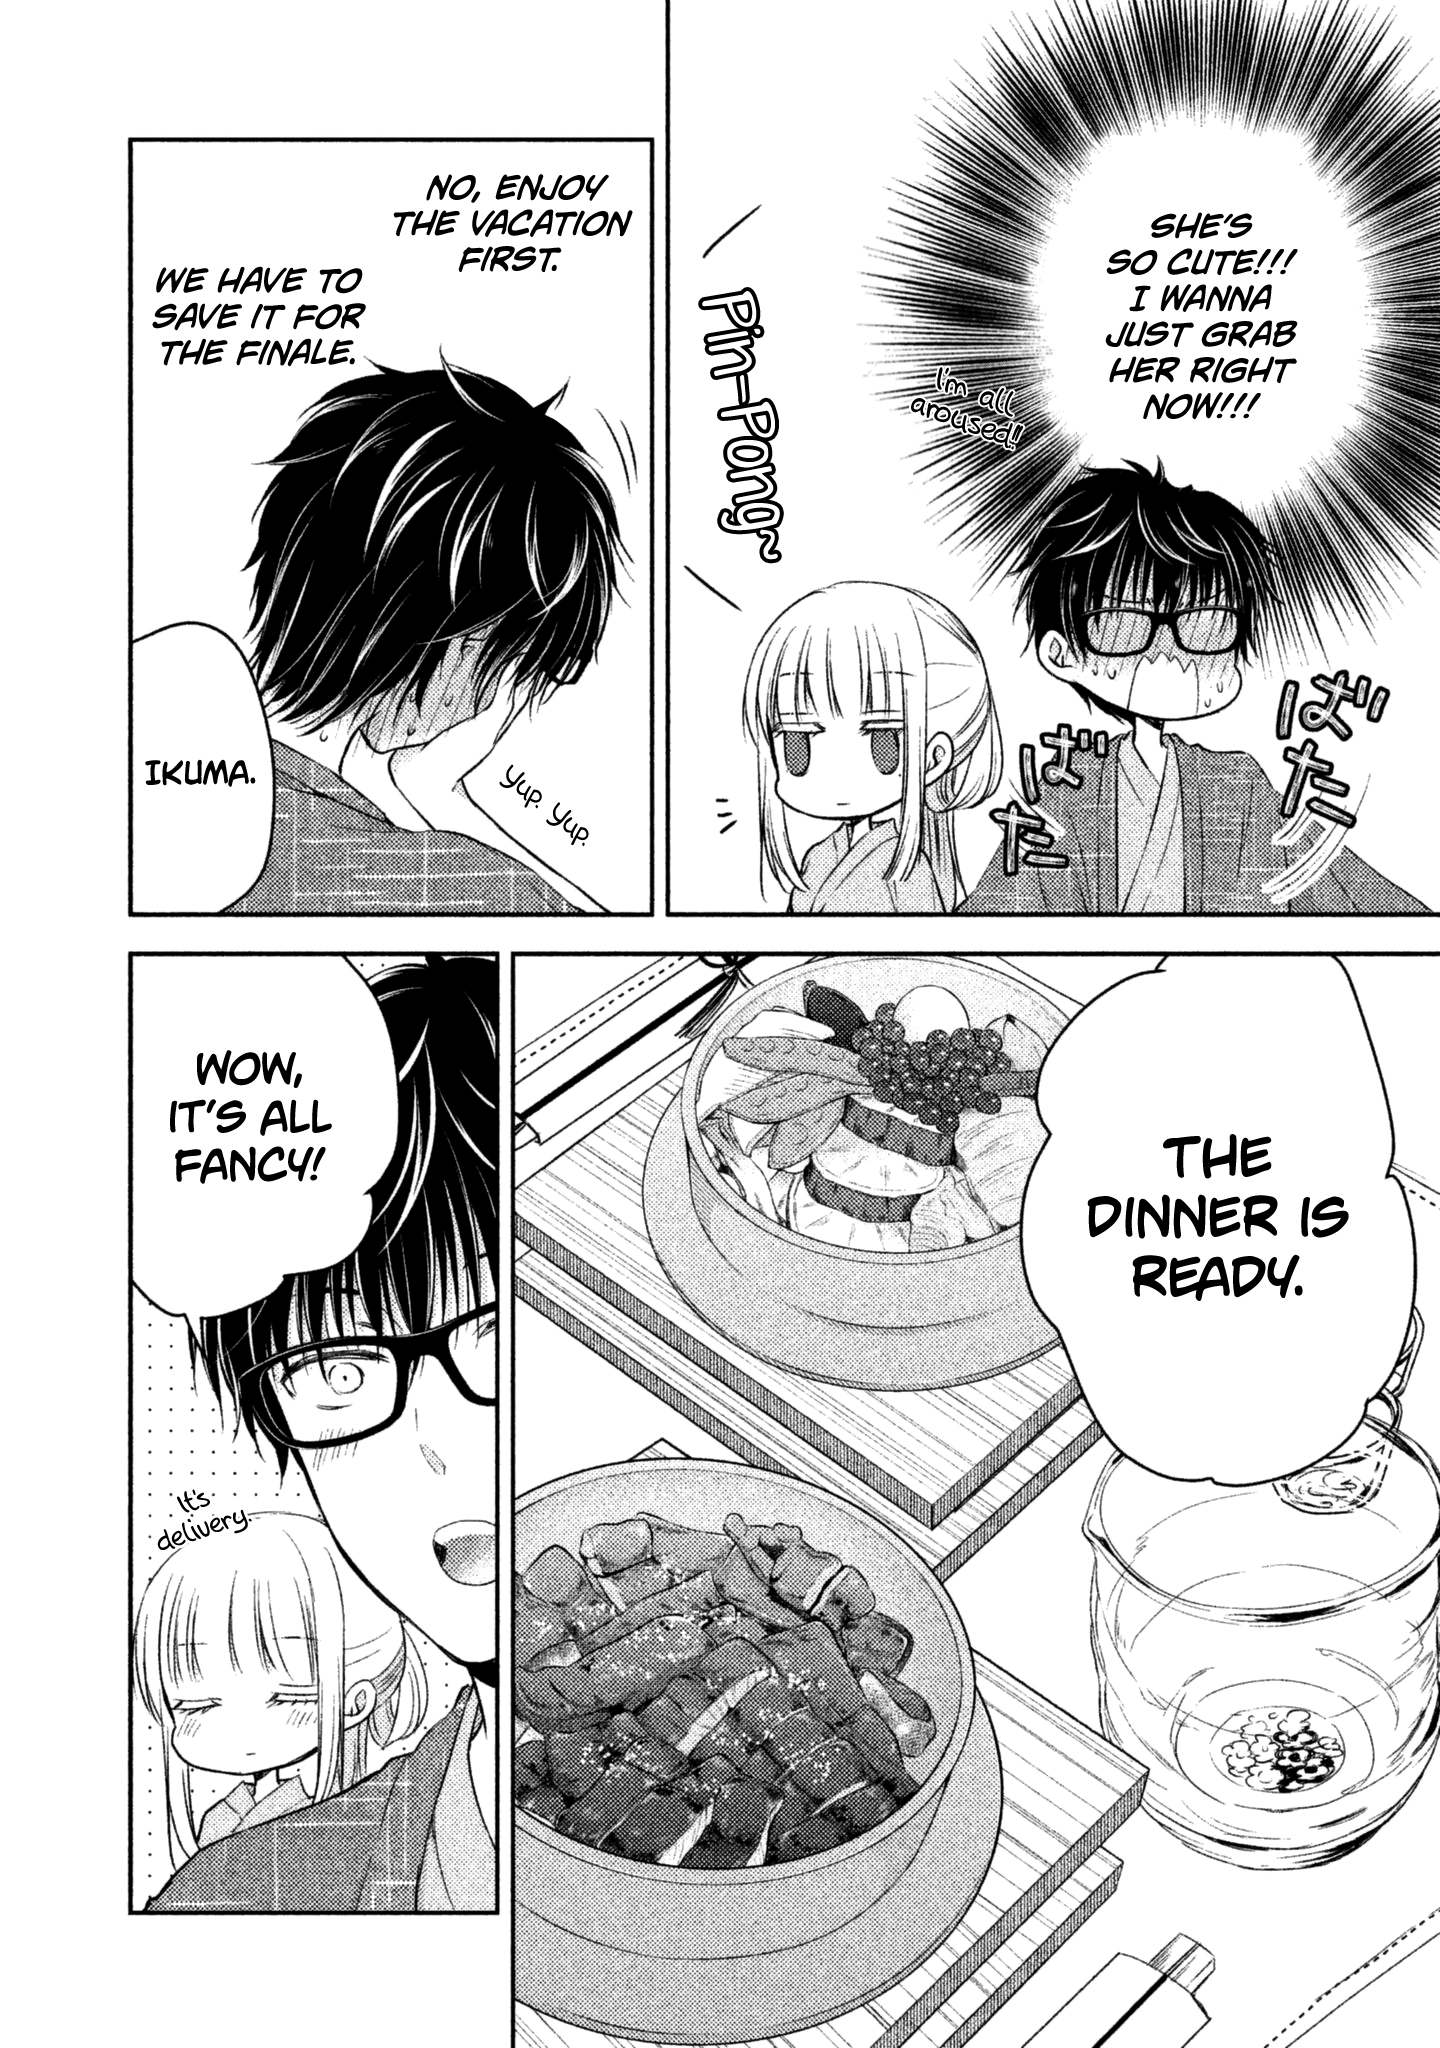 SHE'S
SO CUTE!!!
I WANNA
JUST GRAB
HER RIGHT
NOW!!!
I'm all
aroused!!
ばた
ばた
Pin-Pong~
NO, ENJOY
THE VACATION
FIRST.
WE HAVE TO
SAVE IT FOR
THE FINALE.
Yup. Yup.
IKUMA.
THE
DINNER IS
READY.
WOW,
IT'S ALL
FANCY!
It's
delivery.